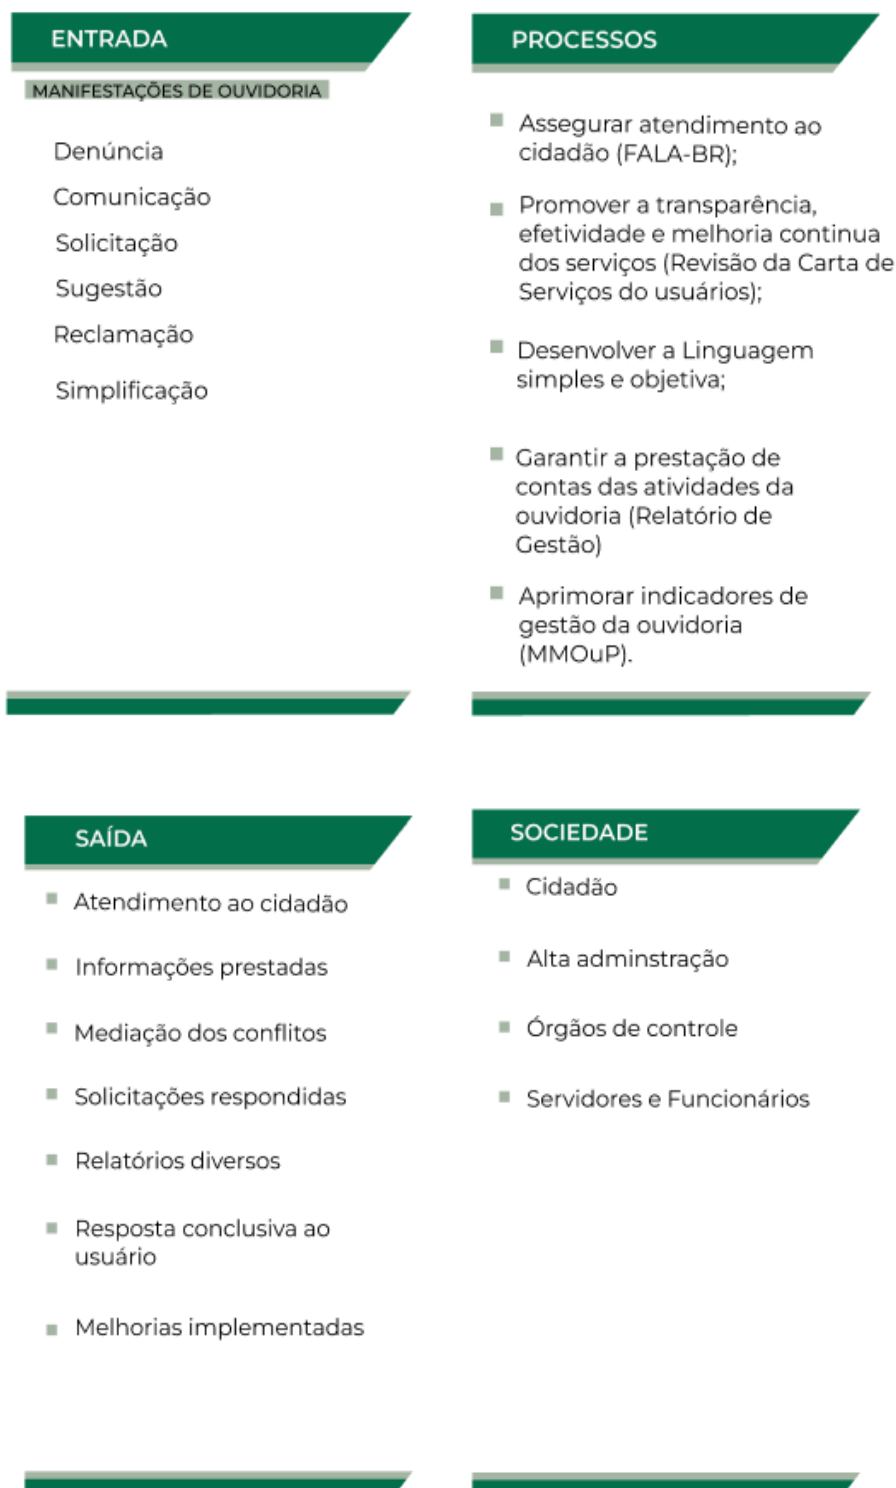 ENTRADA
MANIFESTAÇÕES DE OUVIDORIA
Denúncia
Comunicação
Solicitação
Sugestão
Reclamação
Simplificação
PROCESSOS
Assegurar atendimento ao
cidadão (FALA-BR);
Promover a transparência,
efetividade e melhoria continua
dos serviços (Revisão da Carta de
Serviços do usuários);
Desenvolver a Linguagem
simples e objetiva;
Garantir a prestação de
contas das atividades da
ouvidoria (Relatório de
Gestão)
Aprimorar indicadores de
gestão da ouvidoria
(MMOuP).
SAÍDA
Atendimento ao cidadão
Informações prestadas
Mediação dos conflitos
Solicitações respondidas
Relatórios diversos
Resposta conclusiva ao
usuário
Melhorias implementadas
SOCIEDADE
Cidadão
Alta adminstração
Órgãos de controle
Servidores e Funcionários